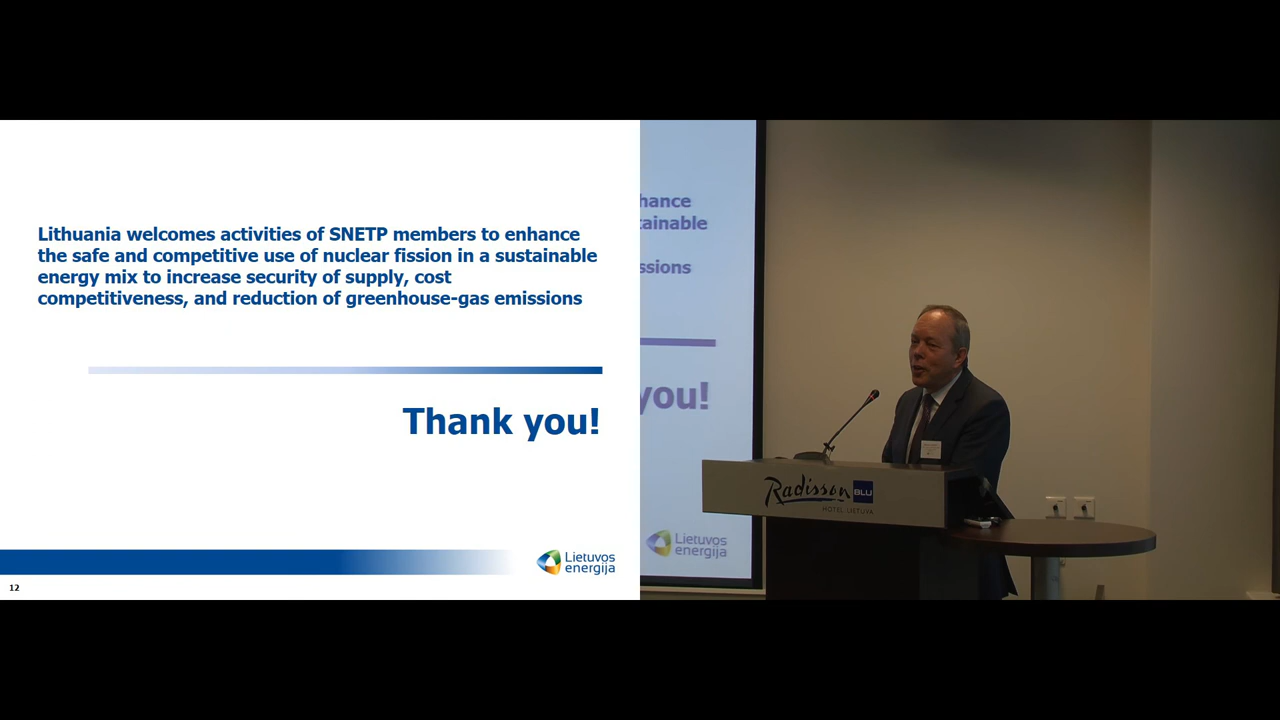 Lithuania welcomes activities of SNETP members to enhance
the safe and competitive use of nuclear fission in a sustainable
energy mix to increase security of supply, cost
competitiveness, and reduction of greenhouse-gas emissions
Thank you!
Lietuvos
energija
12
hance
tainable
ssions
you!
Lietuvos
energija
Radisson BLU
HOTEL LIETUVA